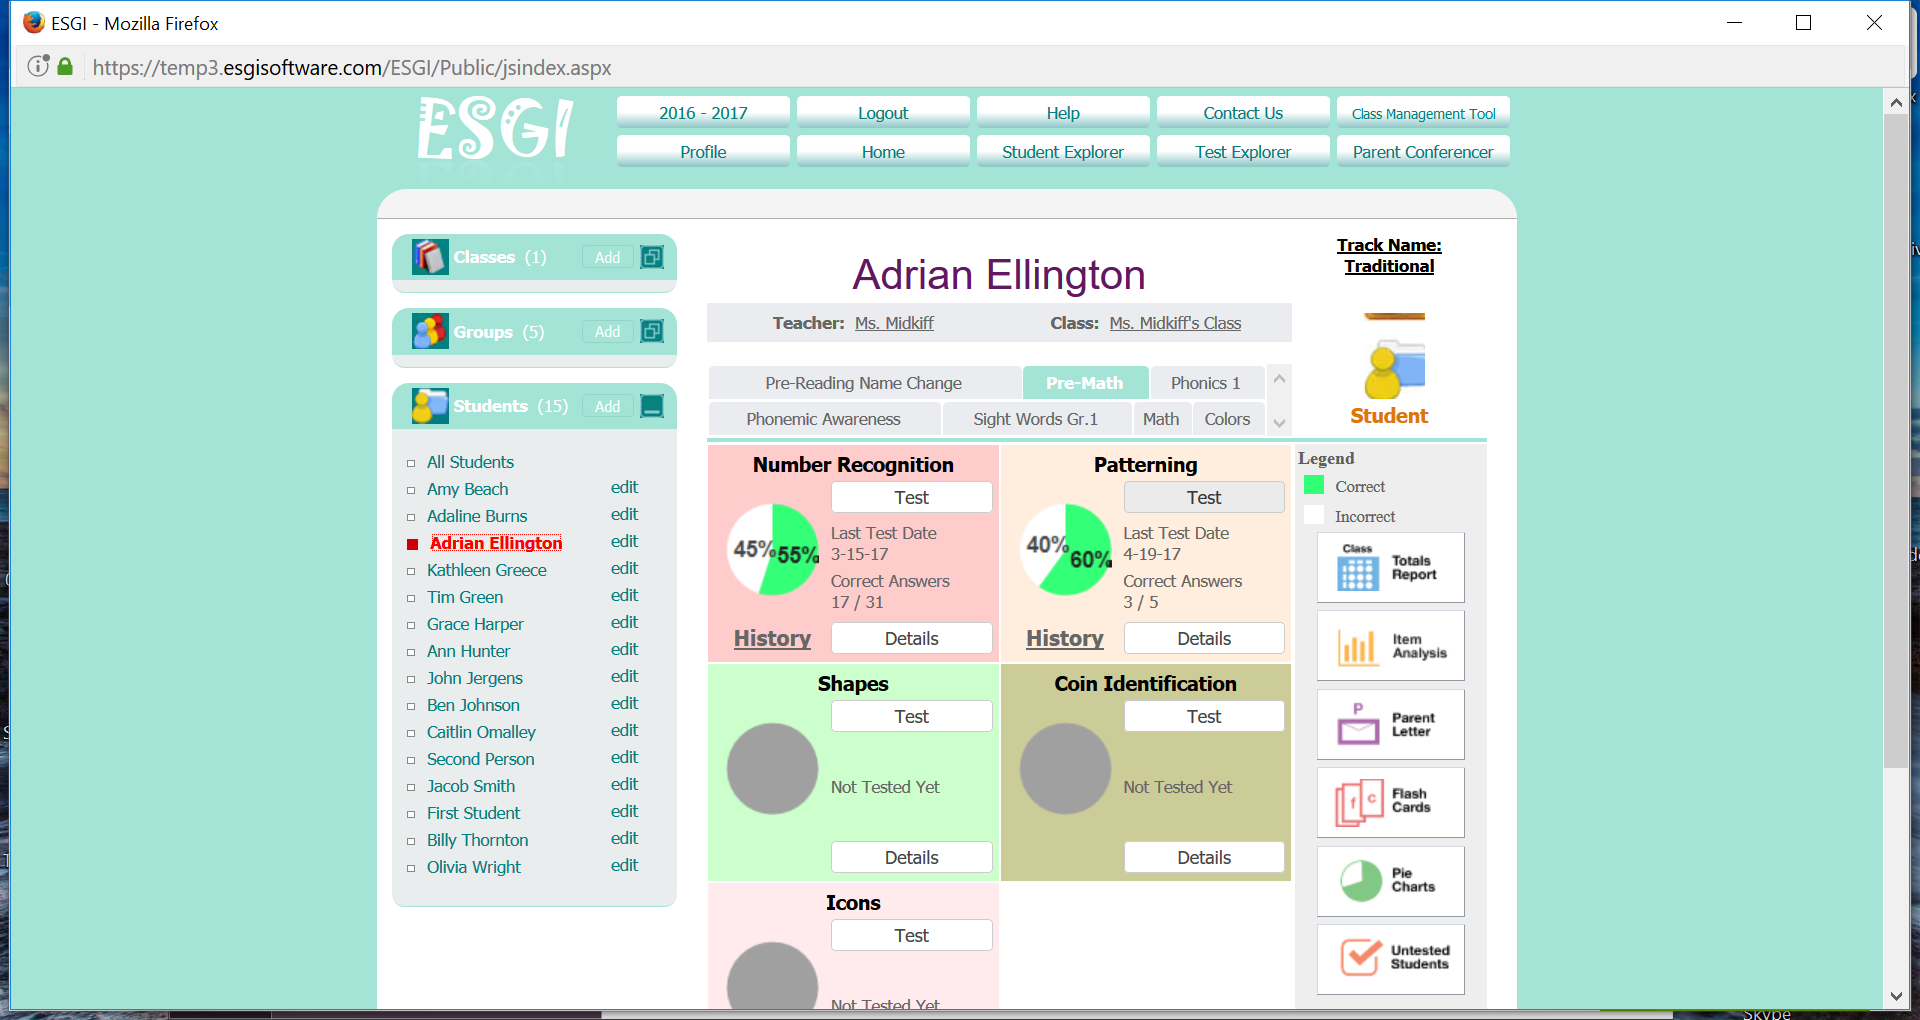 ESGI - Mozilla Firefox
https://temp3.esgisoftware.com/ESGI/Public/jsindex.aspx
ESGI
2016 - 2017
Logout
Help
Contact Us
Class Management Tool
Profile
Home
Student Explorer
Test Explorer
Parent Conferencer
Classes (1)
Add
Groups (5)
Add
Students (15)
Add
All Students
Amy Beach edit
Adaline Burns edit
Adrian Ellington edit
Kathleen Greece edit
Tim Green edit
Grace Harper edit
Ann Hunter edit
John Jergens edit
Ben Johnson edit
Caitlin Omalley edit
Second Person edit
Jacob Smith edit
First Student edit
Billy Thornton edit
Olivia Wright edit
Adrian Ellington
Teacher: Ms. Midkiff Class: Ms. Midkiff's Class
Track Name:
Traditional
Student
Pre-Reading Name Change
Pre-Math
Phonics 1
Phonemic Awareness
Sight Words Gr.1
Math
Colors
Number Recognition
Test
45% 55%
Last Test Date
3-15-17
Correct Answers
17 / 31
History
Details
Patterning
Test
40% 60%
Last Test Date
4-19-17
Correct Answers
3 / 5
History
Details
Shapes
Test
Not Tested Yet
Details
Coin Identification
Test
Not Tested Yet
Details
Icons
Test
Not Tested Yet
Legend
Correct
Incorrect
Class
Totals
Report
Item
Analysis
P
Parent
Letter
f c
Flash
Cards
Pie
Charts
Untested
Students
Skype